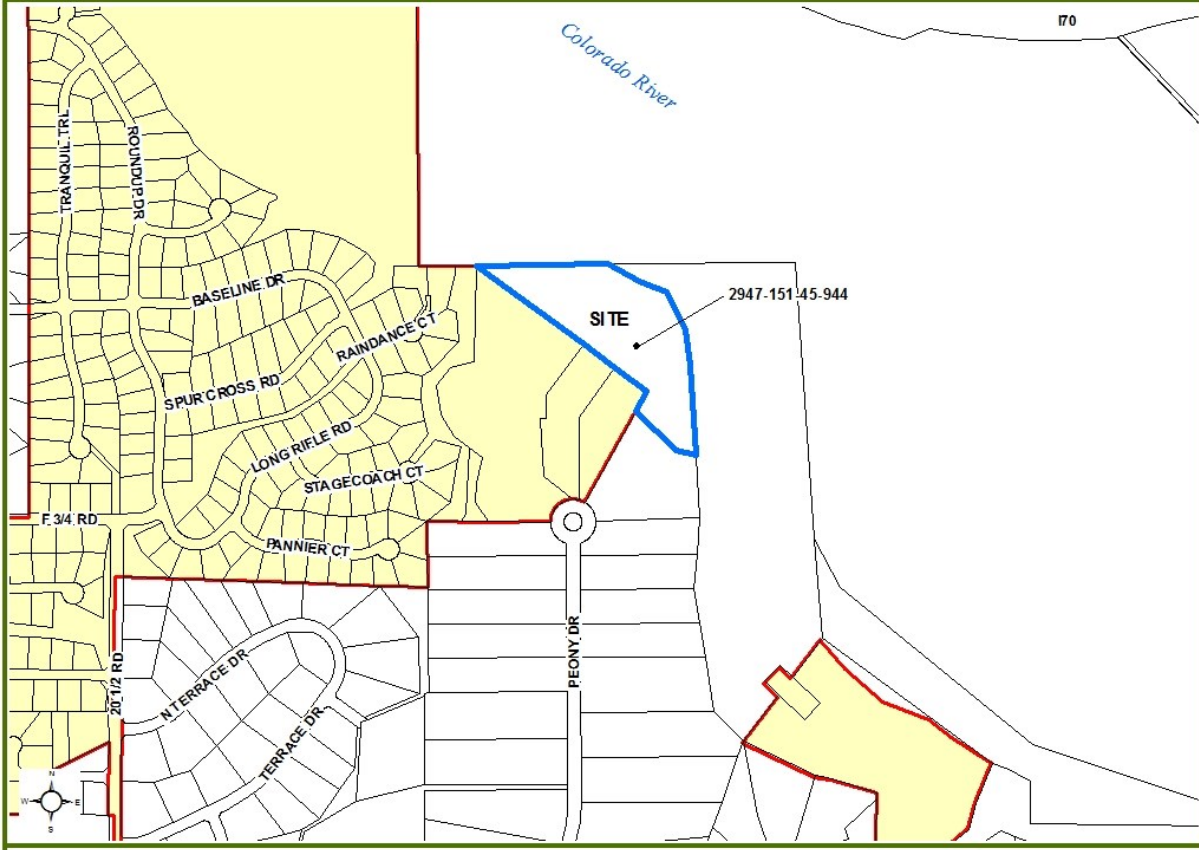 I70
Colorado River
TRANQUIL TRL
ROUNDUP DR
BASELINE DR
2947-151-45-944
SITE
RAINDANCE CT
SPUR CROSS RD
LONG RIFLE RD
STAGECOACH CT
F 3/4 RD
PANNIER CT
PEONY DR
20 1/2 RD
N TERRACE DR
TERRACE DR
N
W E
S